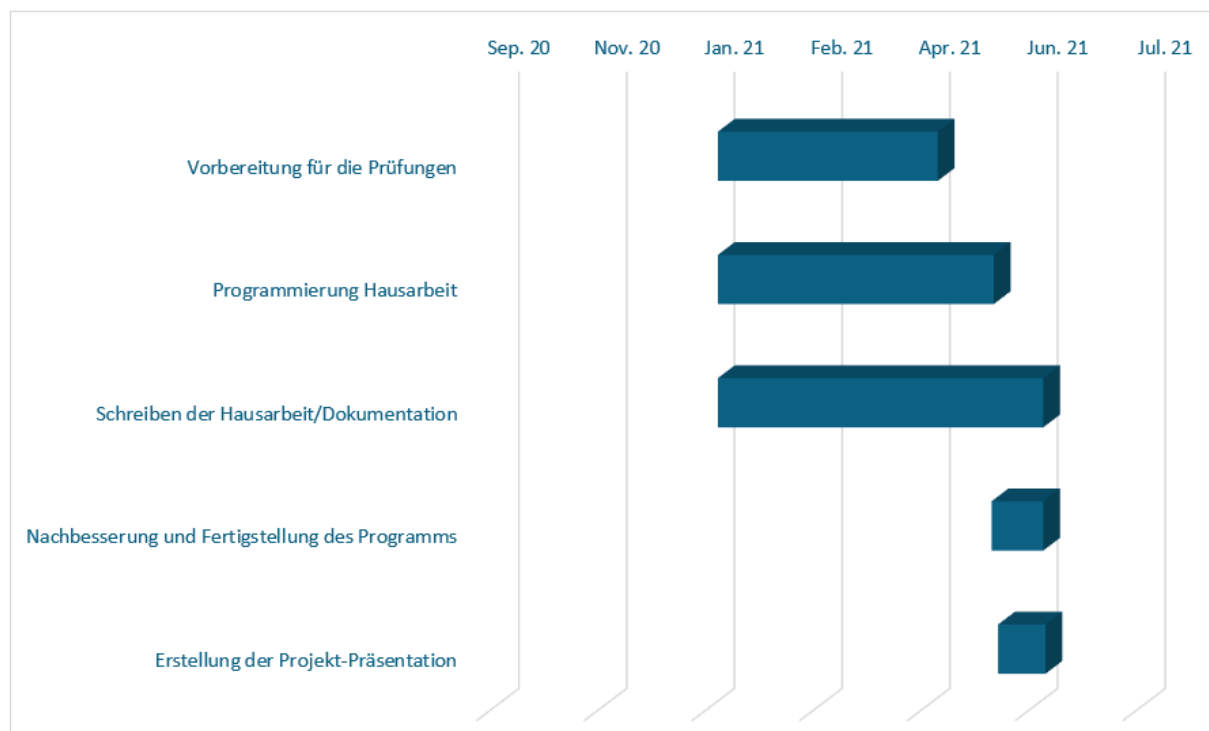 Sep. 20 Nov. 20 Jan. 21 Feb. 21 Apr. 21 Jun. 21 Jul. 21
Vorbereitung für die Prüfungen
Programmierung Hausarbeit
Schreiben der Hausarbeit/Dokumentation
Nachbesserung und Fertigstellung des Programms
Erstellung der Projekt-Präsentation